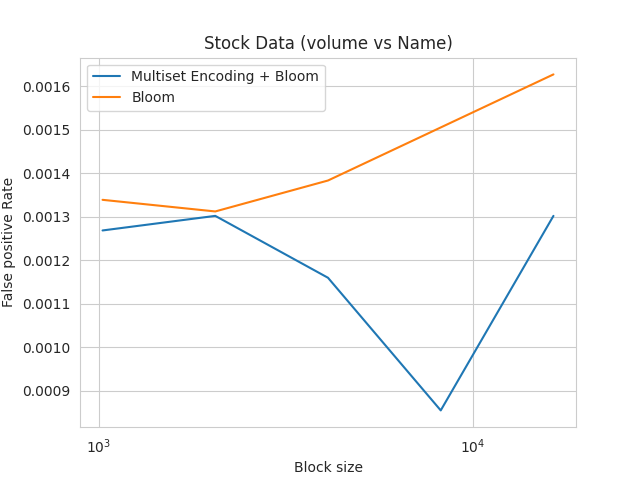 Stock Data (volume vs Name)
Multiset Encoding + Bloom
Bloom
0.0016
0.0015
0.0014
0.0013
0.0012
0.0011
0.0010
0.0009
False positive Rate
10³
10⁴
Block size